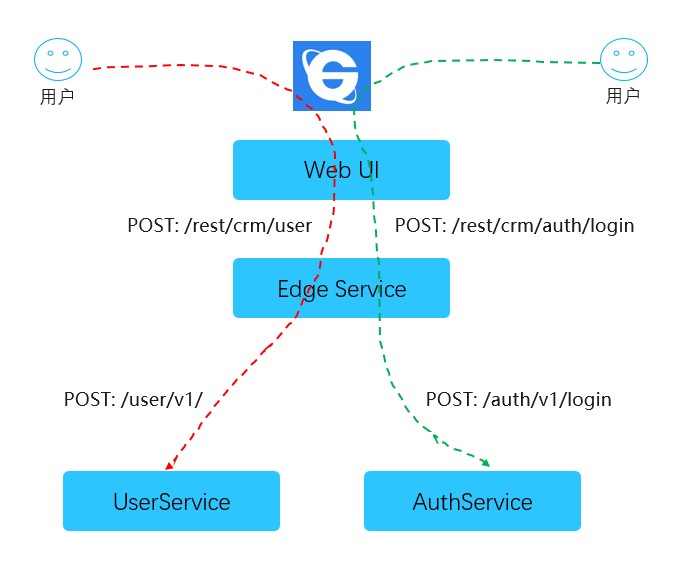 用户
用户
Web UI
POST: /rest/crm/user
POST: /rest/crm/auth/login
Edge Service
POST: /user/v1/
POST: /auth/v1/login
UserService
AuthService